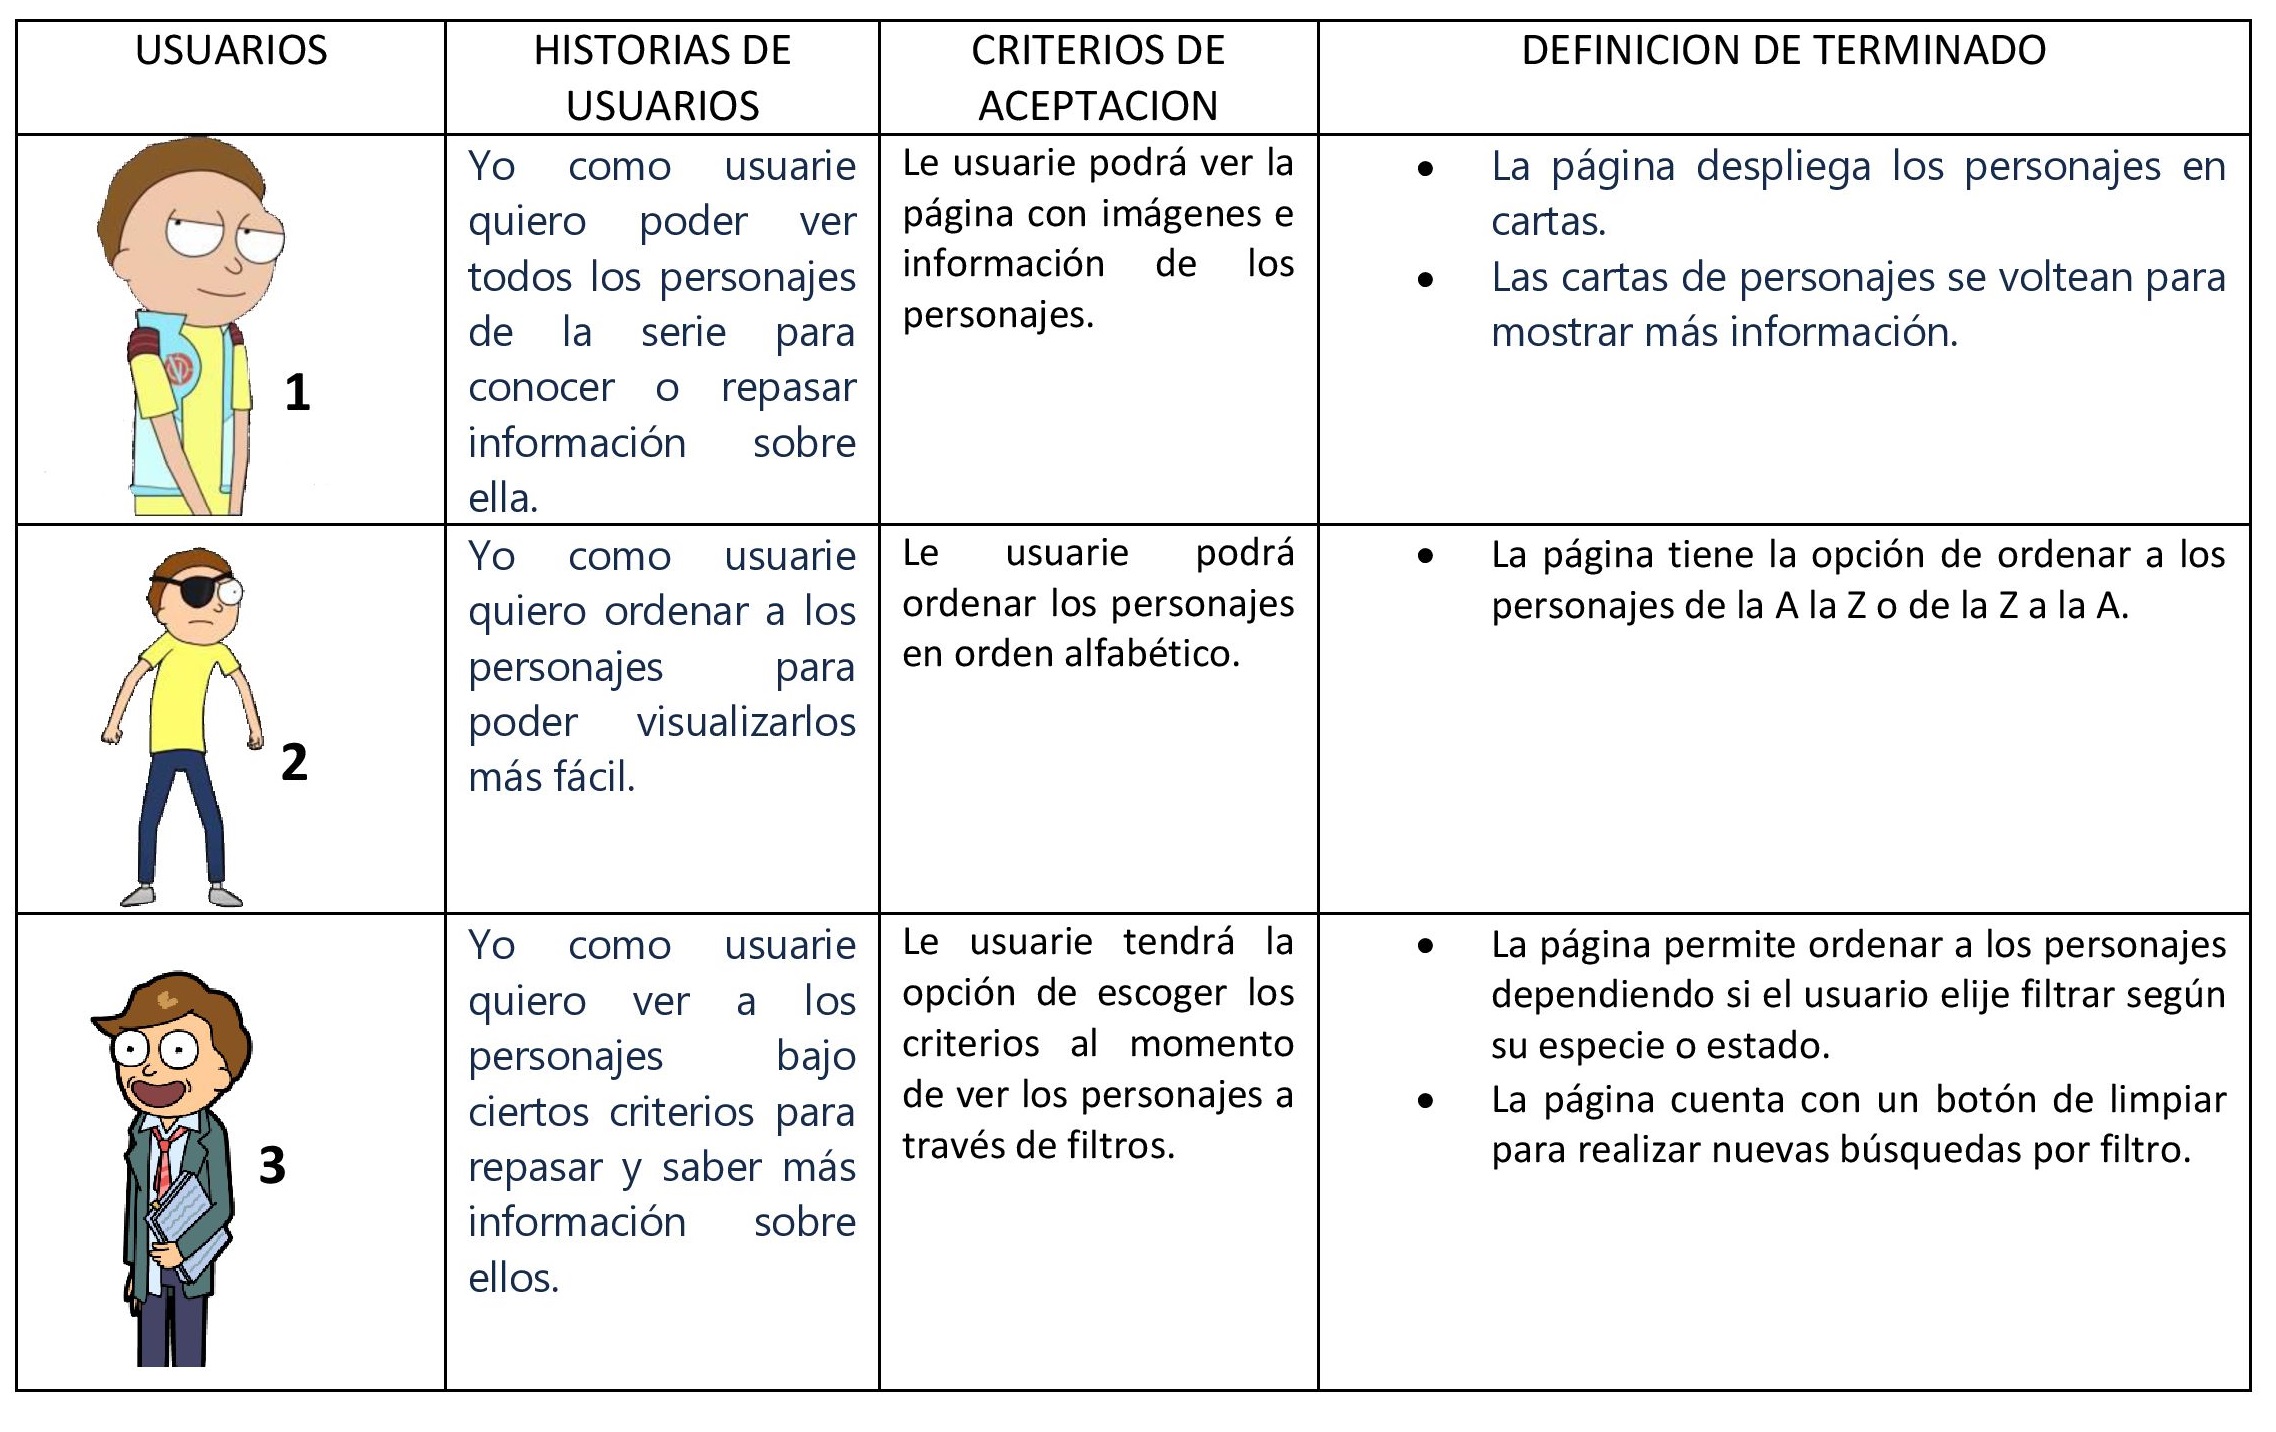 USUARIOS
HISTORIAS DE
USUARIOS
CRITERIOS DE
ACEPTACION
DEFINICION DE TERMINADO
1
Yo como usuarie
quiero poder ver
todos los personajes
de la serie para
conocer o repasar
información sobre
ella.
Le usuarie podrá ver la
página con imágenes e
información de los
personajes.
• La página despliega los personajes en
cartas.
• Las cartas de personajes se voltean para
mostrar más información.
2
Yo como usuarie
quiero ordenar a los
personajes para
poder visualizarlos
más fácil.
Le usuarie podrá
ordenar los personajes
en orden alfabético.
• La página tiene la opción de ordenar a los
personajes de la A la Z o de la Z a la A.
3
Yo como usuarie
quiero ver a los
personajes bajo
ciertos criterios para
repasar y saber más
información sobre
ellos.
Le usuarie tendrá la
opción de escoger los
criterios al momento
de ver los personajes a
través de filtros.
• La página permite ordenar a los personajes
dependiendo si el usuario elije filtrar según
su especie o estado.
• La página cuenta con un botón de limpiar
para realizar nuevas búsquedas por filtro.